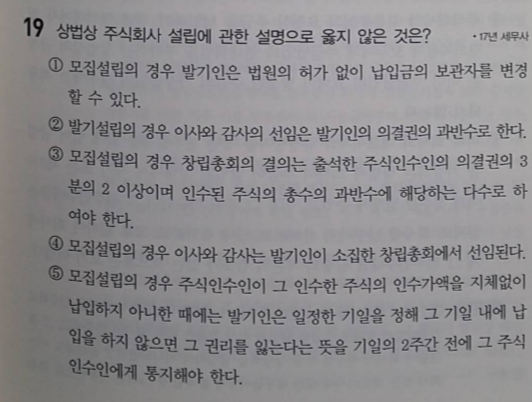 19 상법상 주식회사 설립에 관한 설명으로 옳지 않은 것은? • 17년 세무사
① 모집설립의 경우 발기인은 법원의 허가 없이 납입금의 보관자를 변경
할 수 있다.
② 발기설립의 경우 이사와 감사의 선임은 발기인의 의결권의 과반수로 한다.
③ 모집설립의 경우 창립총회의 결의는 출석한 주식인수인의 의결권의 3
분의 2 이상이며 인수된 주식의 총수의 과반수에 해당하는 다수로 하
여야 한다.
④ 모집설립의 경우 이사와 감사는 발기인이 소집한 창립총회에서 선임된다.
⑤ 모집설립의 경우 주식인수인이 그 인수한 주식의 인수가액을 지체없이
납입하지 아니한 때에는 발기인은 일정한 기일을 정해 그 기일 내에 납
입을 하지 않으면 그 권리를 잃는다는 뜻을 기일의 2주간 전에 그 주식
인수인에게 통지해야 한다.